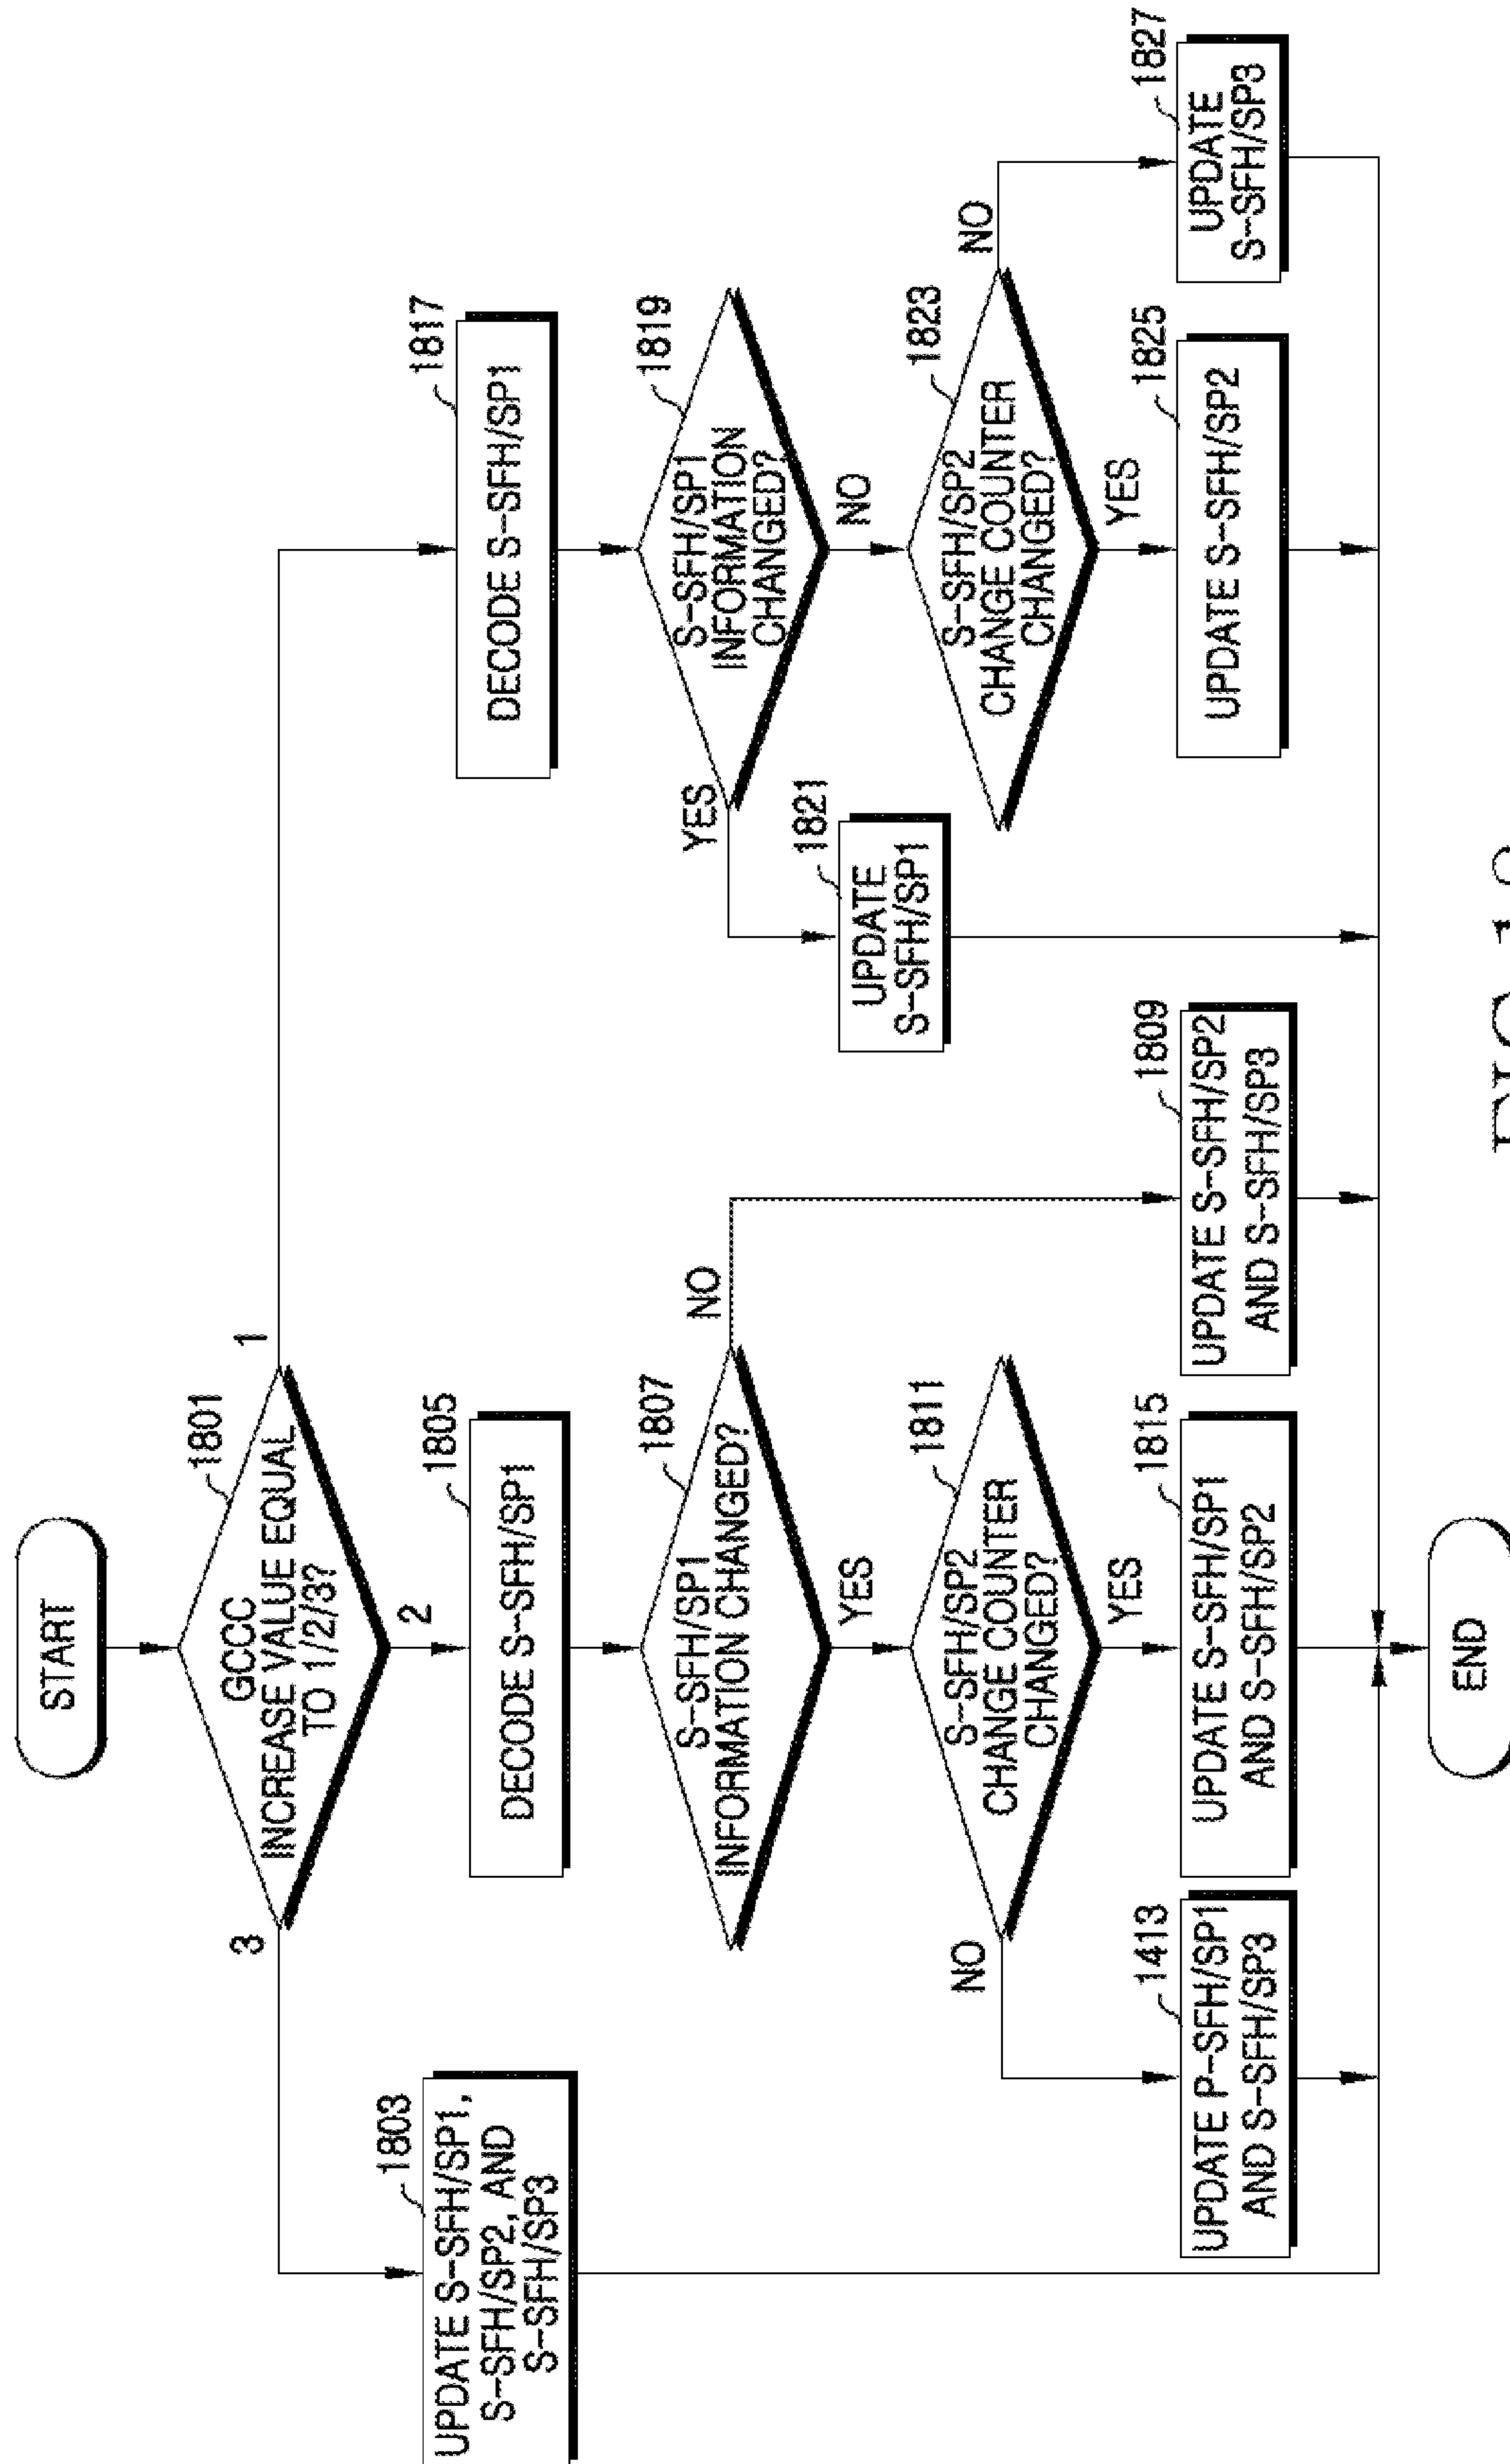 START
1801
GCCC
INCREASE VALUE EQUAL
TO 1/2/3?
3
2
1
1803
UPDATE S-SFH/SP1,
S-SFH/SP2, AND
S-SFH/SP3
1805
DECODE S-SFH/SP1
1817
DECODE S-SFH/SP1
1807
S-SFH/SP1
INFORMATION CHANGED?
NO
YES
1819
S-SFH/SP1
INFORMATION
CHANGED?
YES
NO
1821
UPDATE
S-SFH/SP1
1811
S-SFH/SP2
CHANGE COUNTER
CHANGED?
NO
YES
1823
S-SFH/SP2
CHANGE COUNTER
CHANGED?
NO
YES
1413
UPDATE P-SFH/SP1
AND S-SFH/SP3
1815
UPDATE S-SFH/SP1
AND S-SFH/SP2
1809
UPDATE S-SFH/SP2
AND S-SFH/SP3
1825
UPDATE S-SFH/SP2
1827
UPDATE
S-SFH/SP3
END